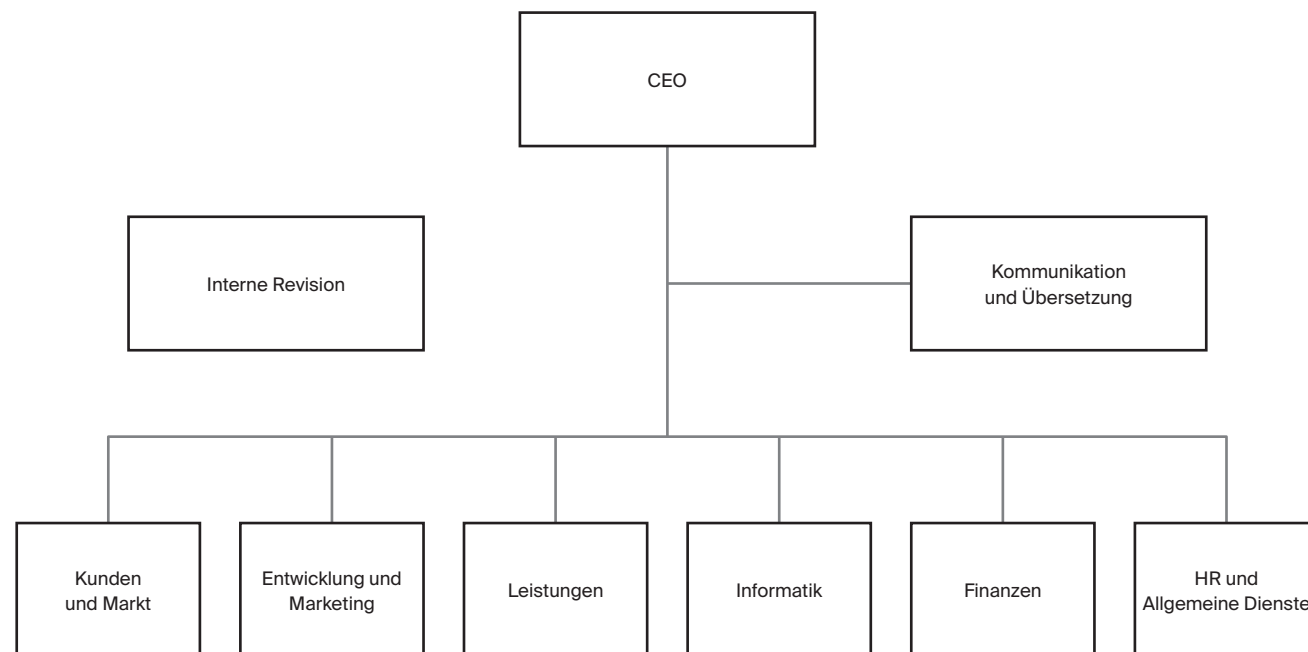 CEO
Interne Revision
Kommunikation
und Übersetzung
Kunden
und Markt
Entwicklung und
Marketing
Leistungen
Informatik
Finanzen
HR und
Allgemeine Dienste